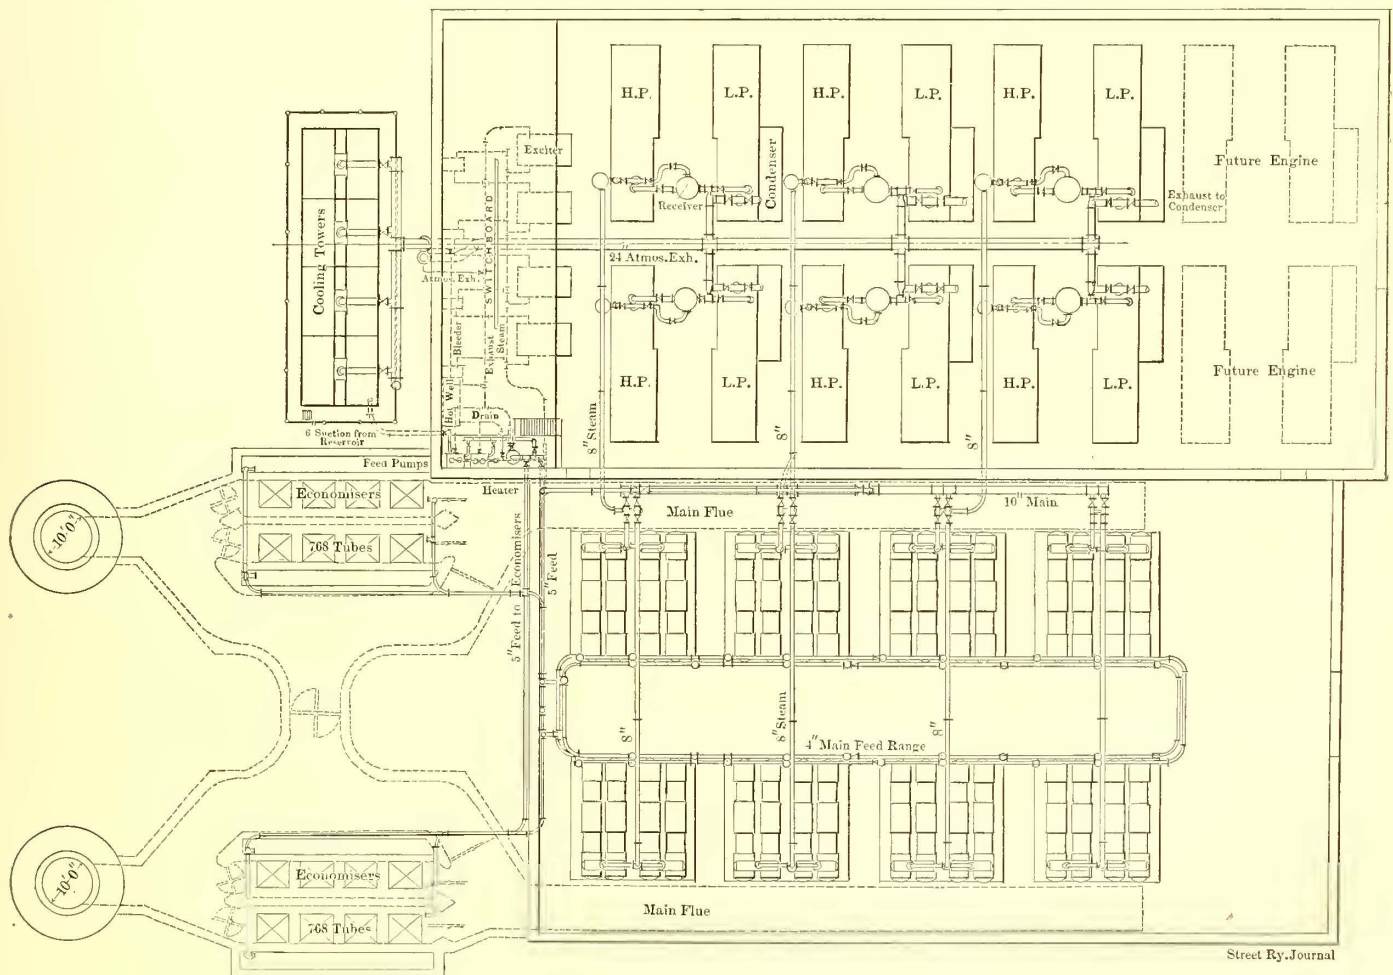 H.P.
L.P.
H.P.
L.P.
H.P.
L.P.
Exciter
Future Engine
Condenser
Receiver
Exhaust to
Condenser
Cooling Towers
SWITCHBOARD
24" Atmos. Exh.
Atmos. Exh.
Bleeder
Exhaust
Steam
Hot Well
Drain
H.P.
L.P.
H.P.
L.P.
H.P.
L.P.
Future Engine
8" Steam
8"
8"
6 Suction from
Reservoir
Feed Pumps
Heater
Economisers
768 Tubes
10'-0"
Main Flue
10" Main
5" Feed to Economisers
5" Feed
8"
8" Steam
8"
4" Main Feed Range
10'-0"
Economisers
768 Tubes
Main Flue
Street Ry. Journal